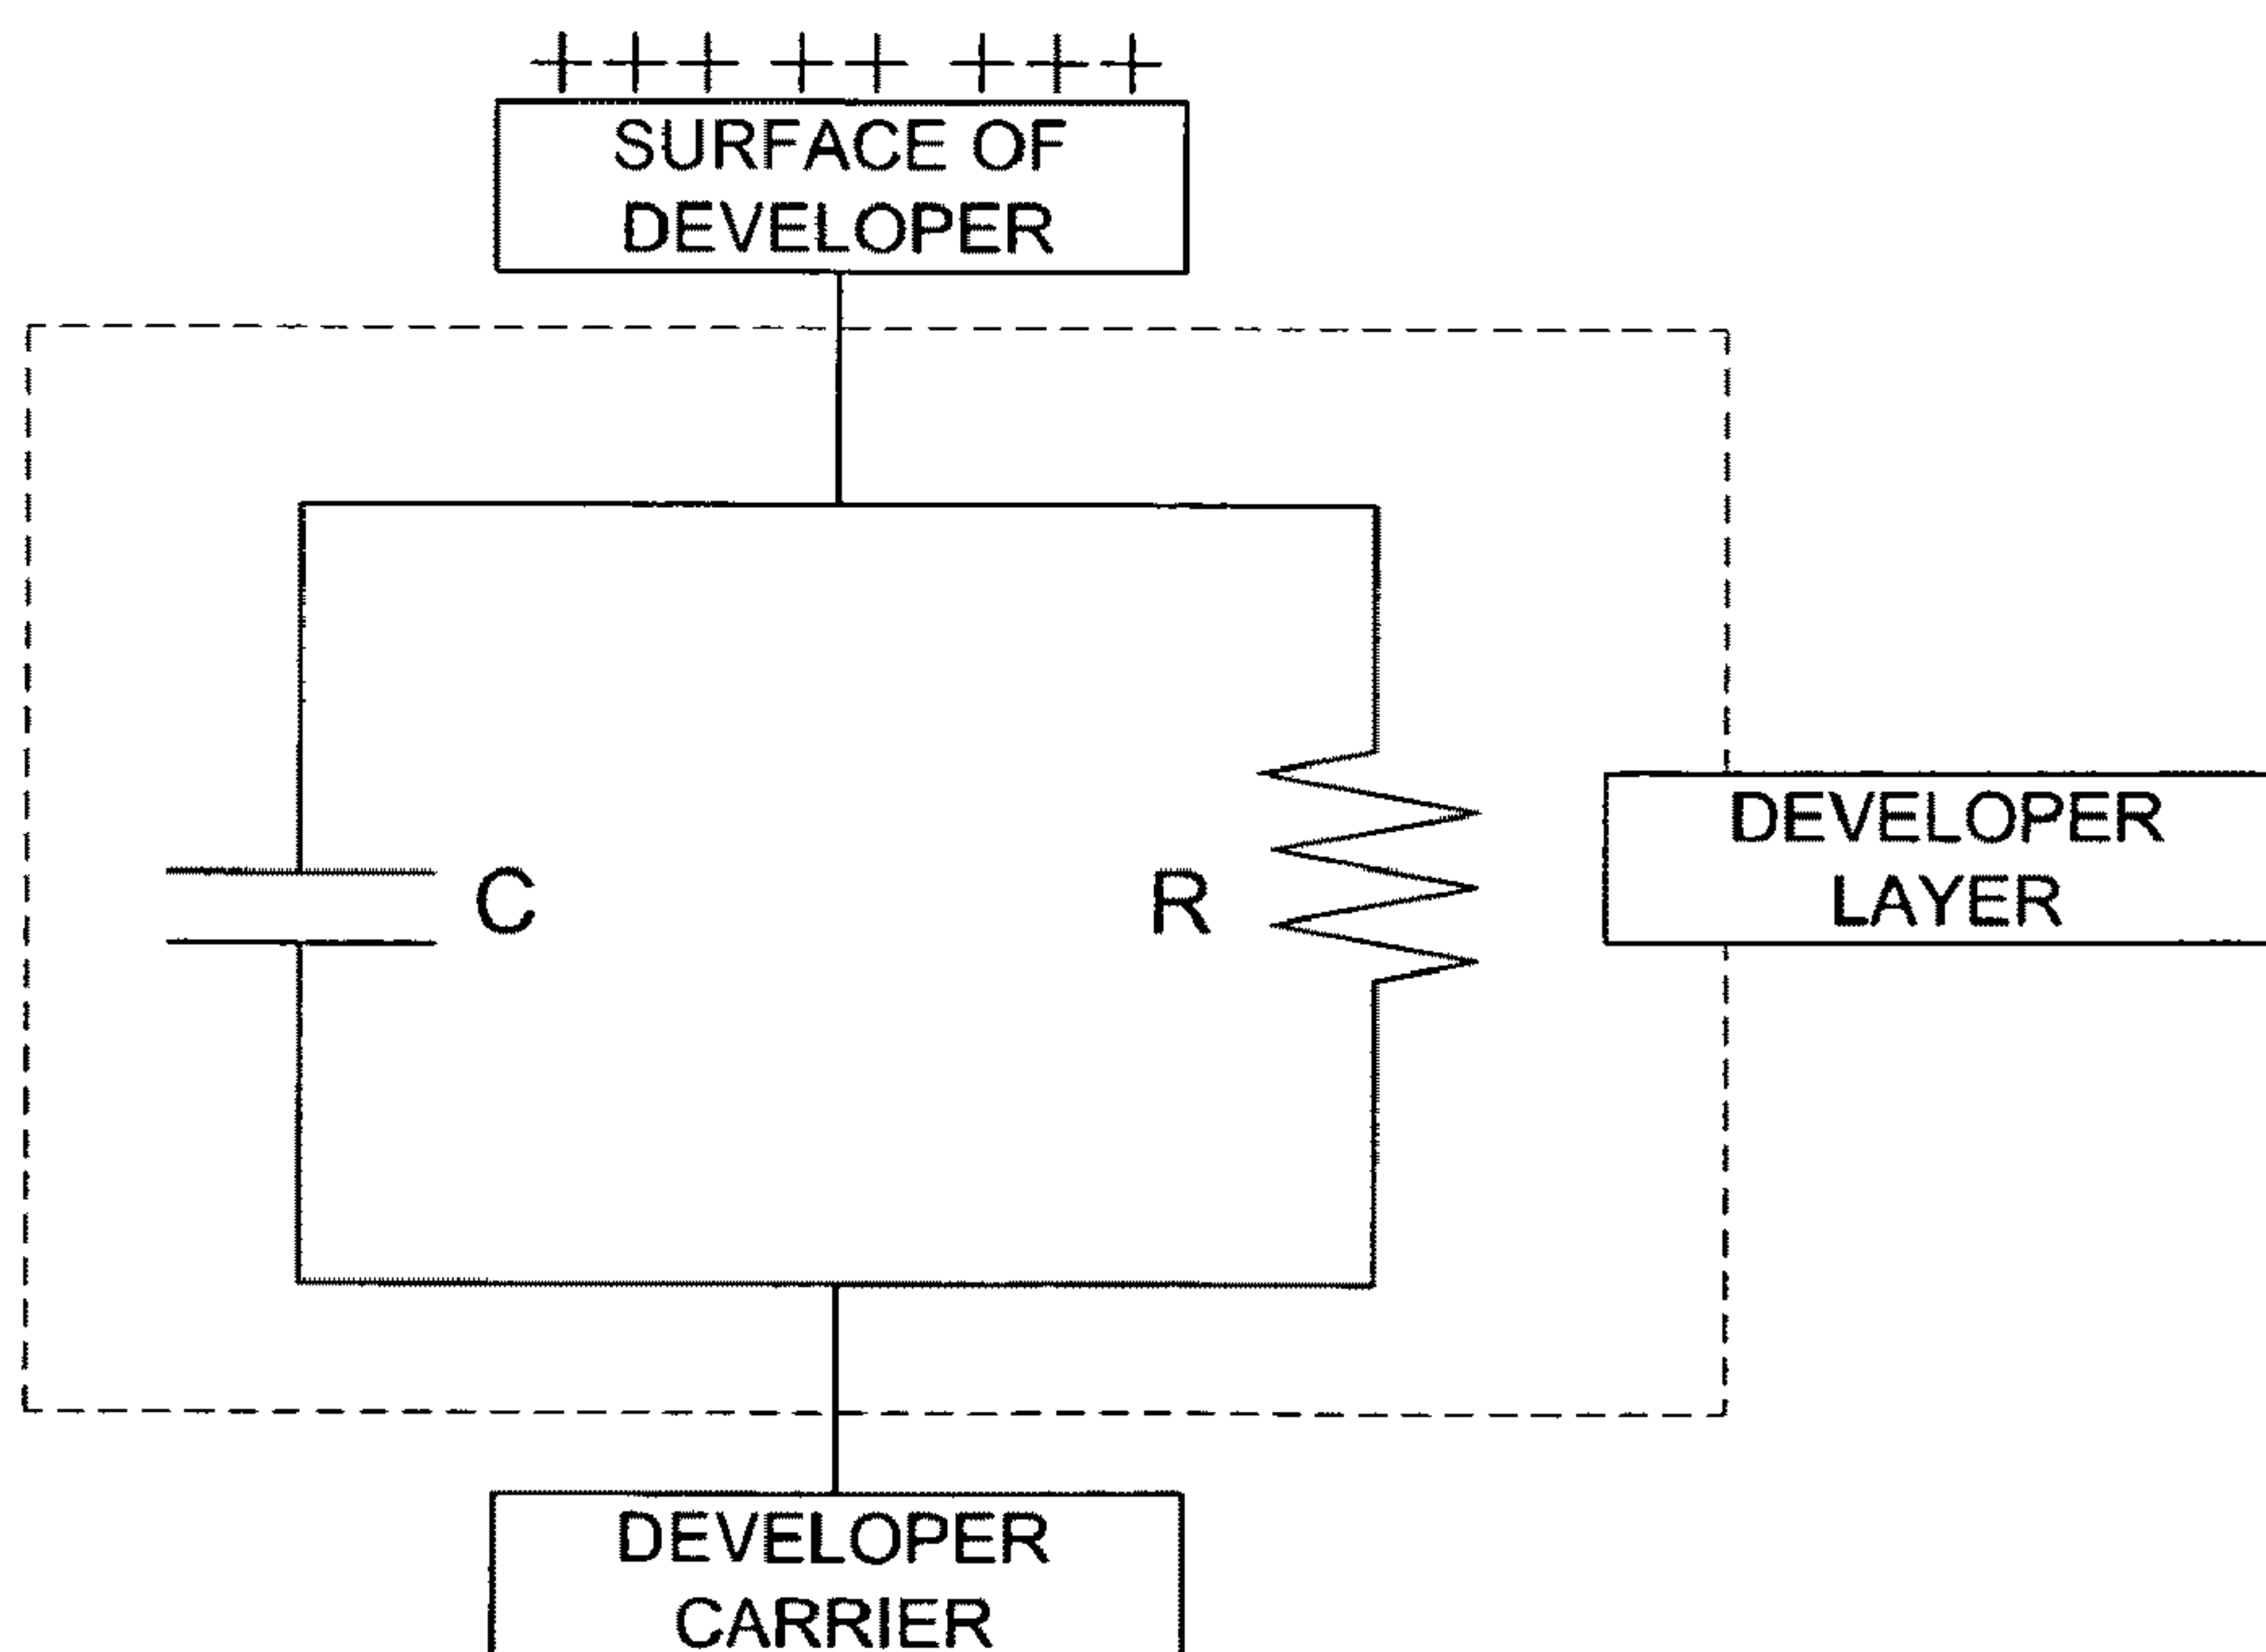 + + + + + + + +
SURFACE OF
DEVELOPER
C
R
DEVELOPER
LAYER
DEVELOPER
CARRIER